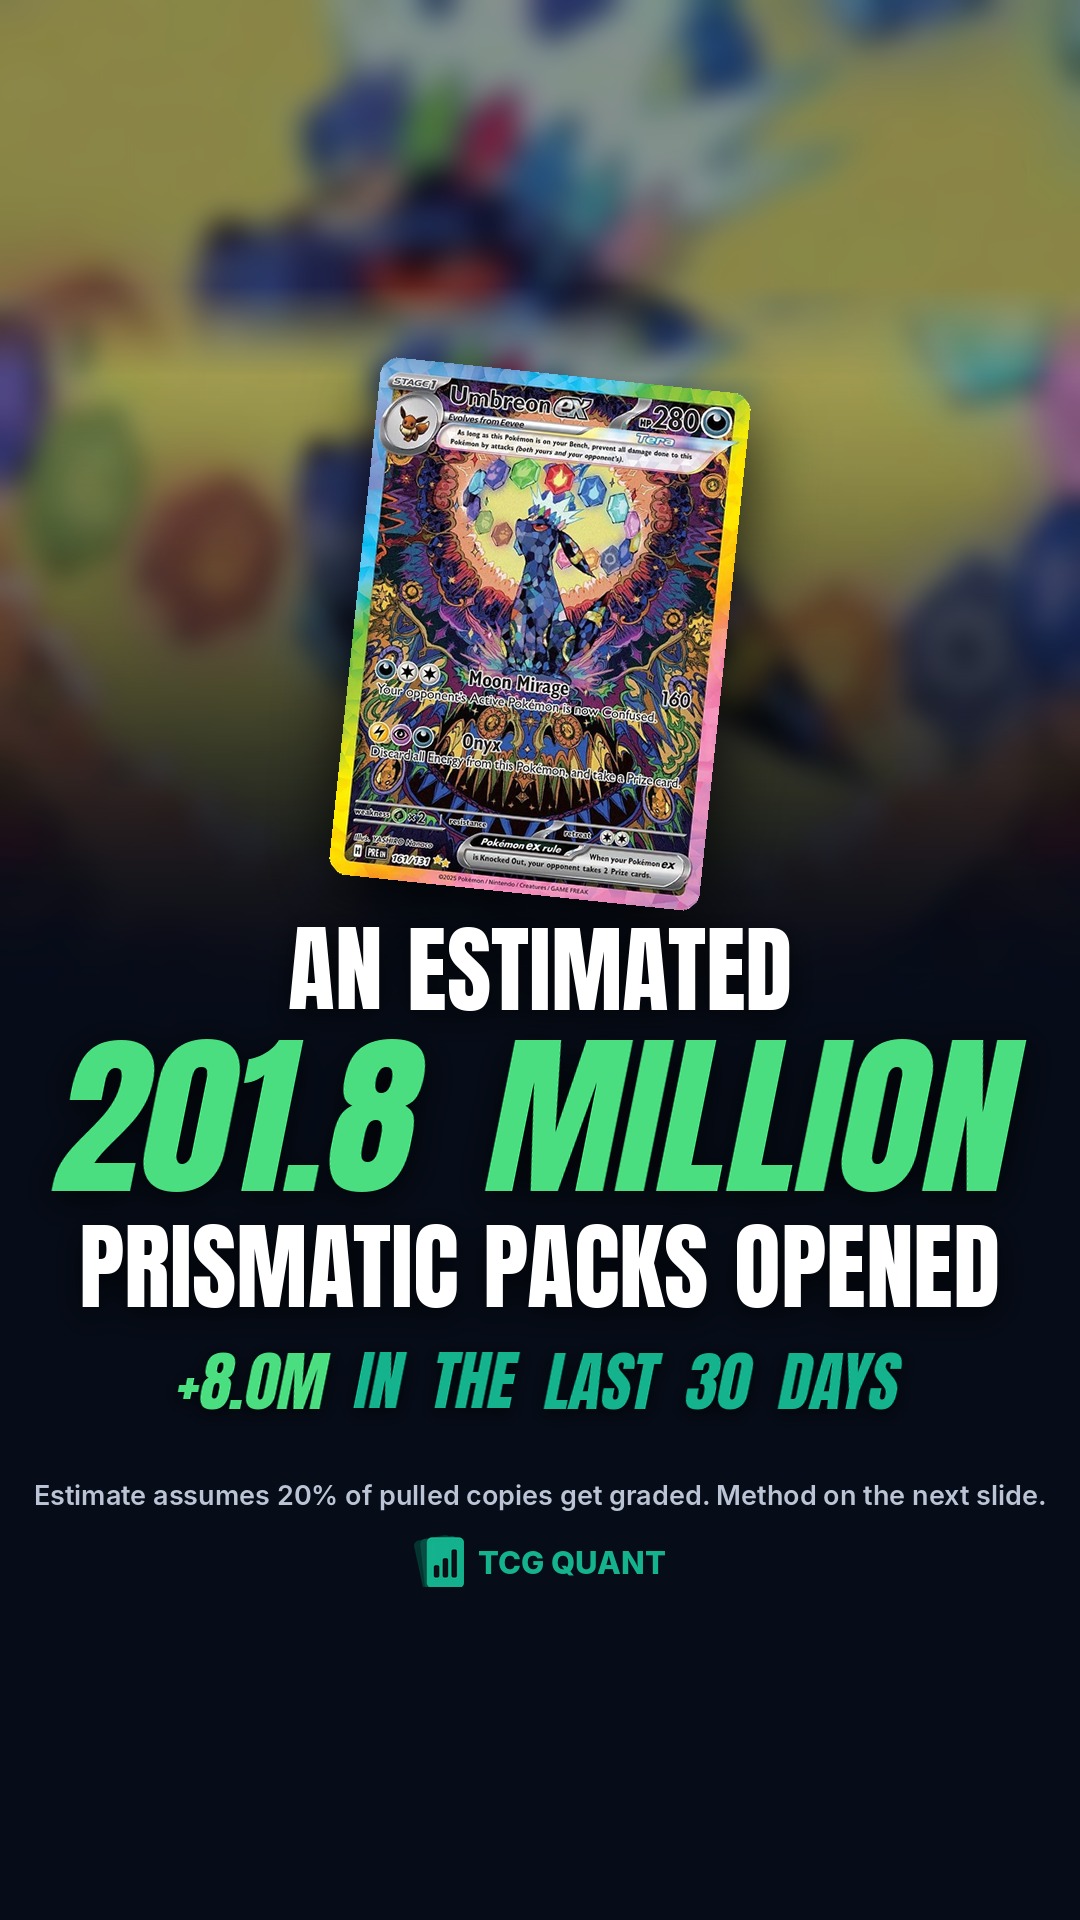 STAGE 1
Umbreon ex
HP 280
Evolves from Eevee
Tera
As long as this Pokémon is on your Bench, prevent all damage done to this
Pokémon by attacks (both yours and your opponent's).
Moon Mirage 160
Your opponent's Active Pokémon is now Confused.
Onyx
Discard all Energy from this Pokémon, and take a Prize card.
weakness ×2 resistance retreat
Illus. YASHIRO Nanaco
Pokémon ex rule
When your Pokémon ex
is Knocked Out, your opponent takes 2 Prize cards.
H PRE EN 161/131
©2025 Pokémon / Nintendo / Creatures / GAME FREAK
AN ESTIMATED
201.8 MILLION
PRISMATIC PACKS OPENED
+8.0M IN THE LAST 30 DAYS
Estimate assumes 20% of pulled copies get graded. Method on the next slide.
TCG QUANT